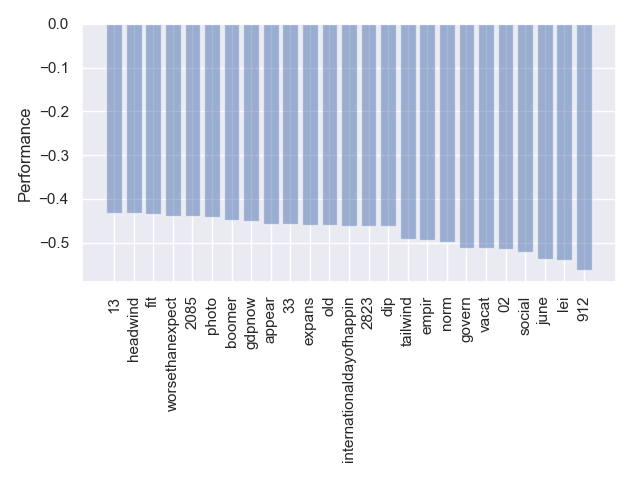 0.0
−0.1
−0.2
−0.3
−0.4
−0.5
Performance
13
headwind
fit
worsethanexpect
2085
photo
boomer
gdpnow
appear
33
expans
old
internationaldayofhappin
2823
dip
tailwind
empir
norm
govern
vacat
02
social
june
lei
912